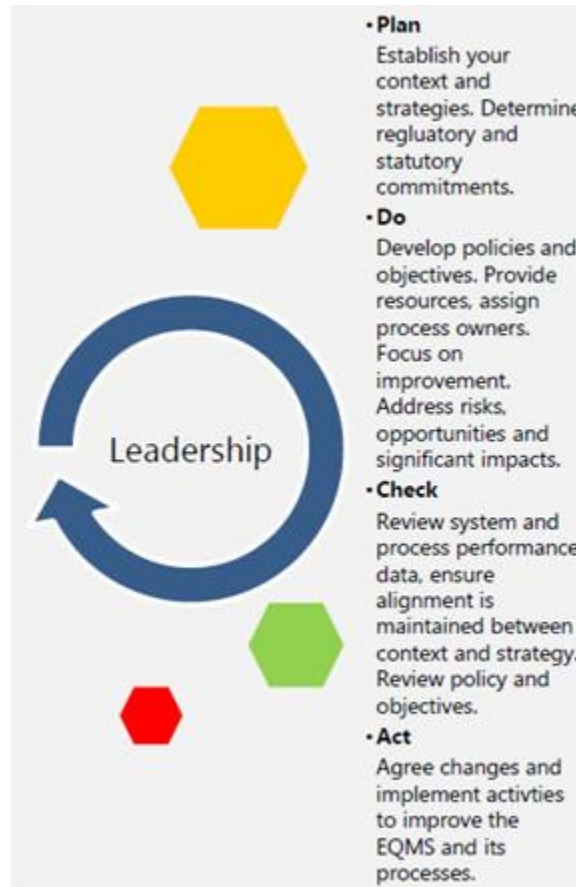 • Plan
Establish your
context and
strategies. Determine
regluatory and
statutory
commitments.
• Do
Develop policies and
objectives. Provide
resources, assign
process owners.
Focus on
improvement.
Address risks,
opportunities and
significant impacts.
• Check
Review system and
process performance
data, ensure
alignment is
maintained between
context and strategy.
Review policy and
objectives.
• Act
Agree changes and
implement activties
to improve the
EQMS and its
processes.
Leadership